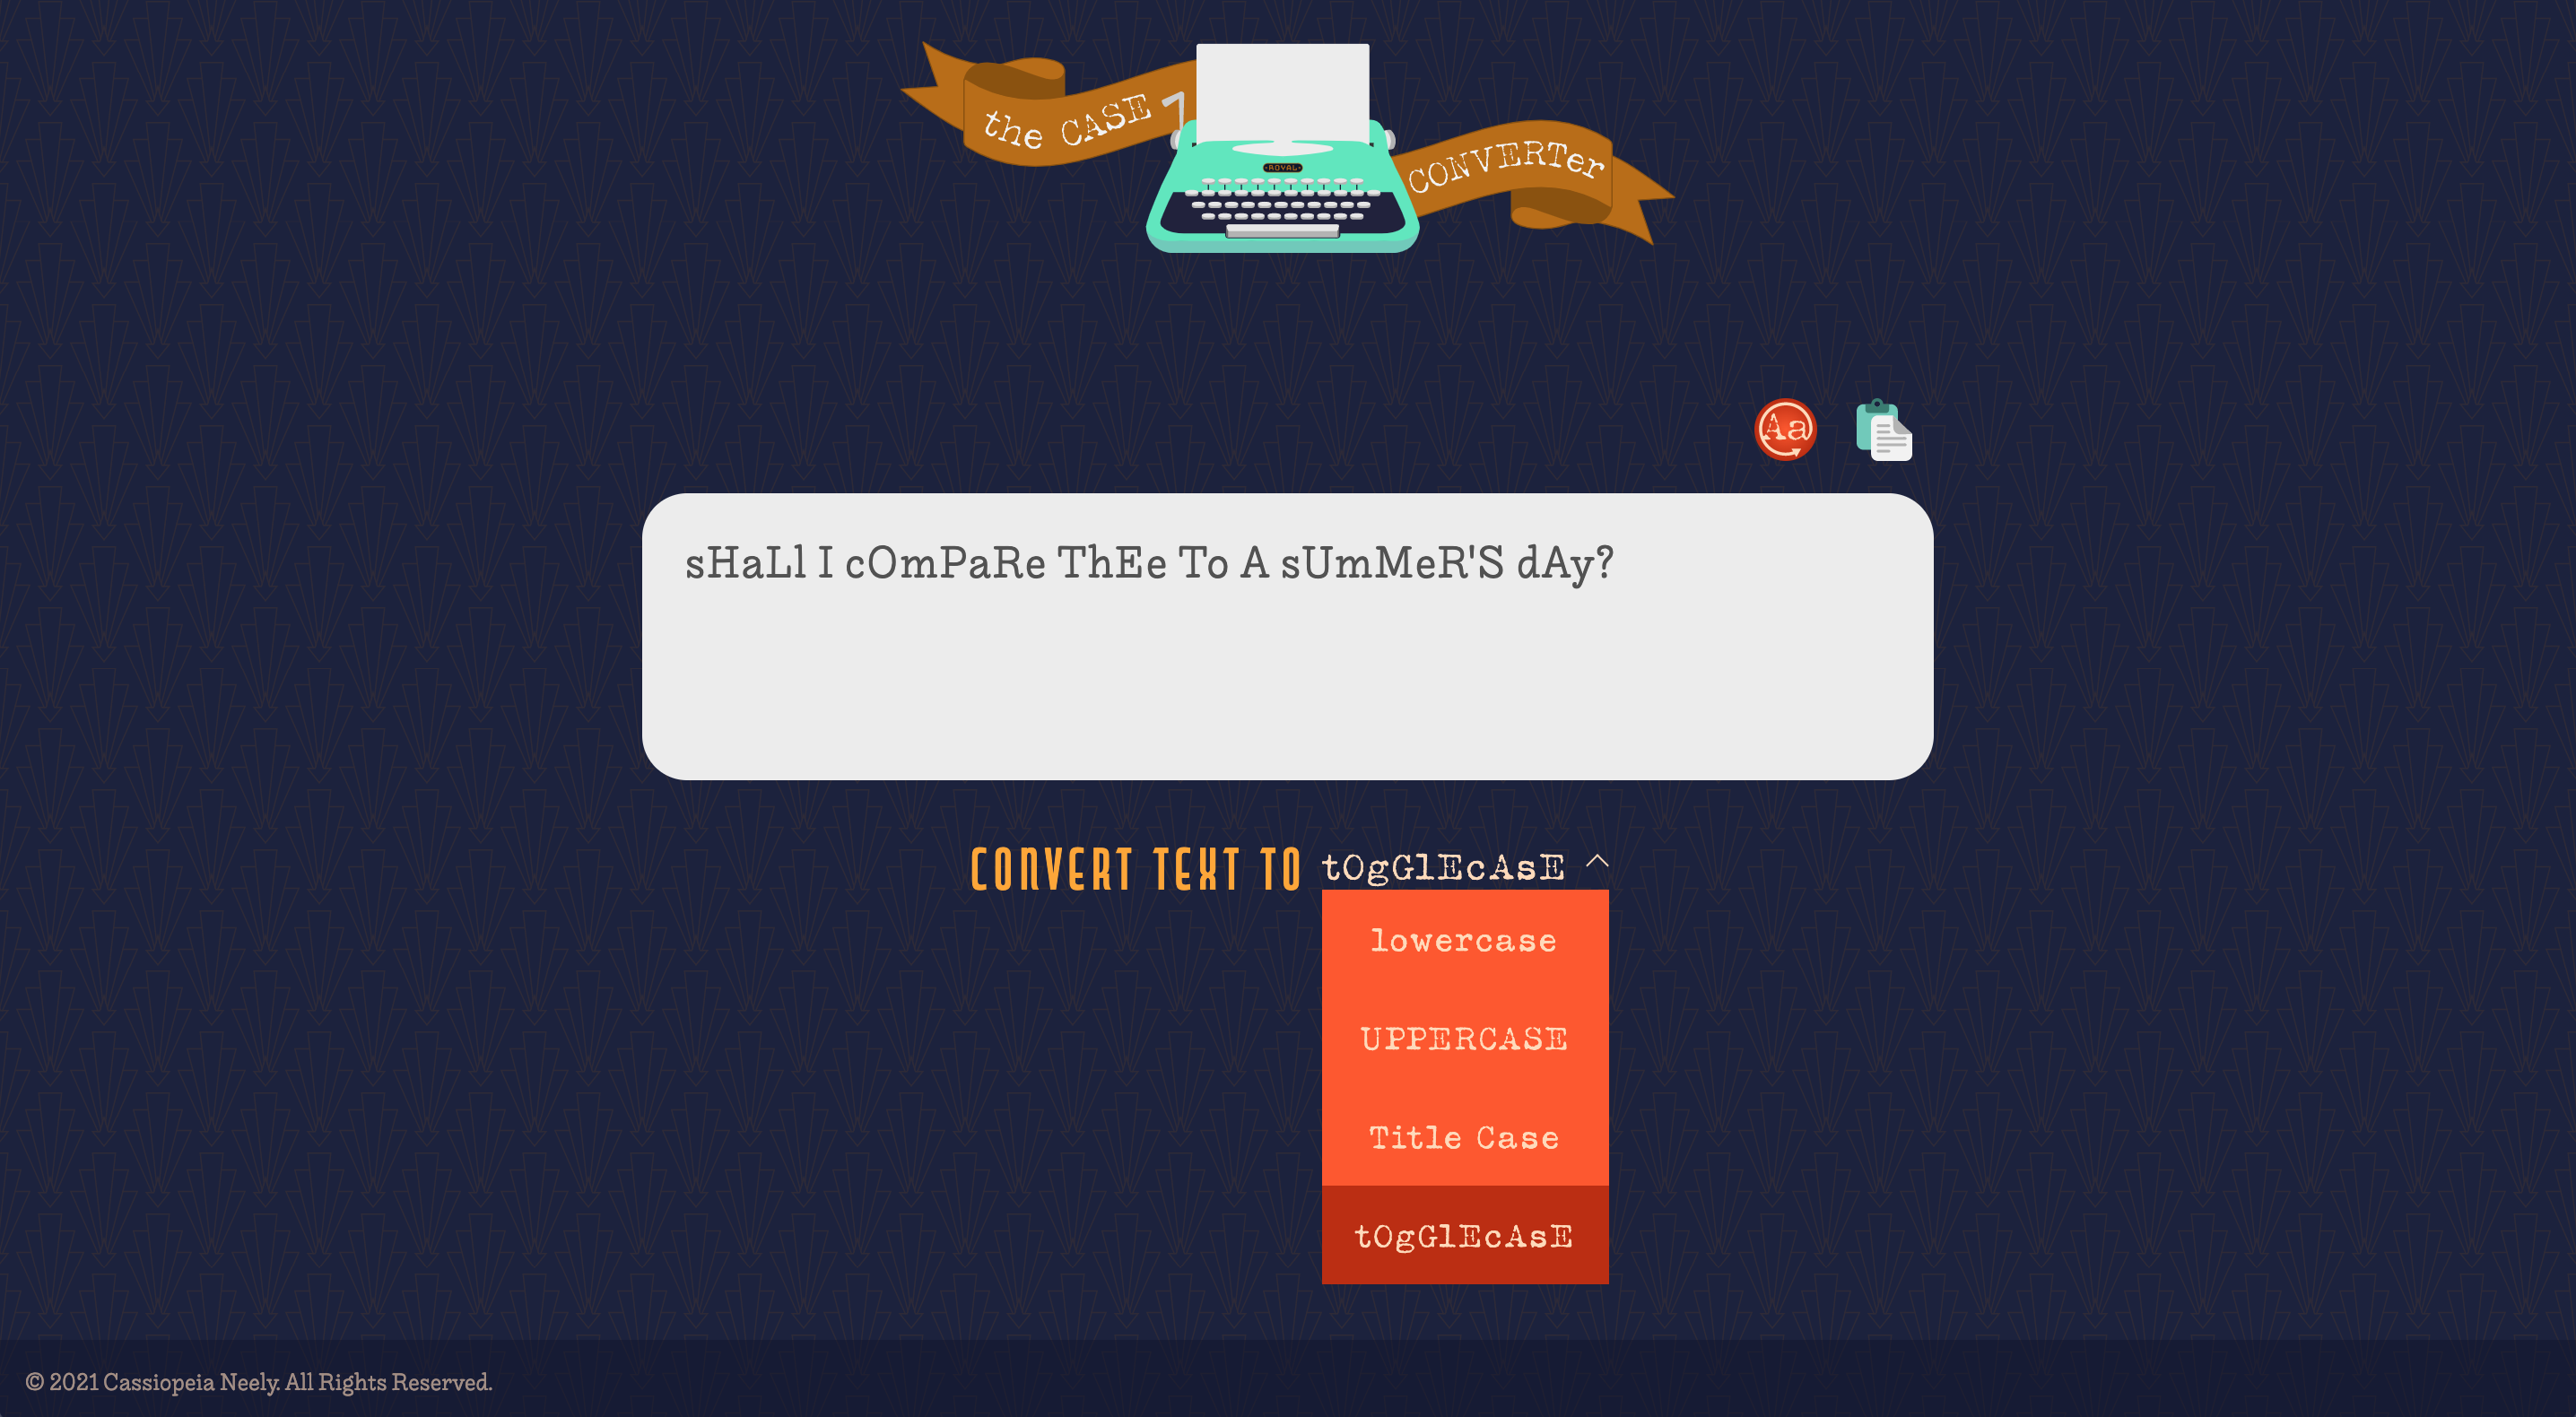 the CASE
CONVERTer
ROYAL
Aa
sHaLl I cOmPaRe ThEe To A sUmMeR'S dAy?
CONVERT TEXT TO tOgGlEcAsE
lowercase
UPPERCASE
Title Case
tOgGlEcAsE
© 2021 Cassiopeia Neely. All Rights Reserved.